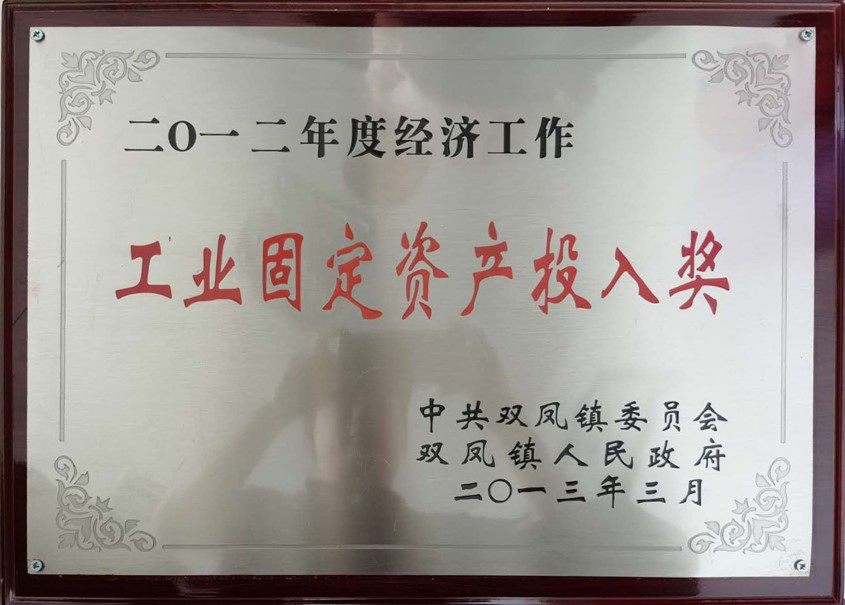 二〇一二年度经济工作
工业固定资产投入奖
中共双凤镇委员会
双凤镇人民政府
二〇一三年三月